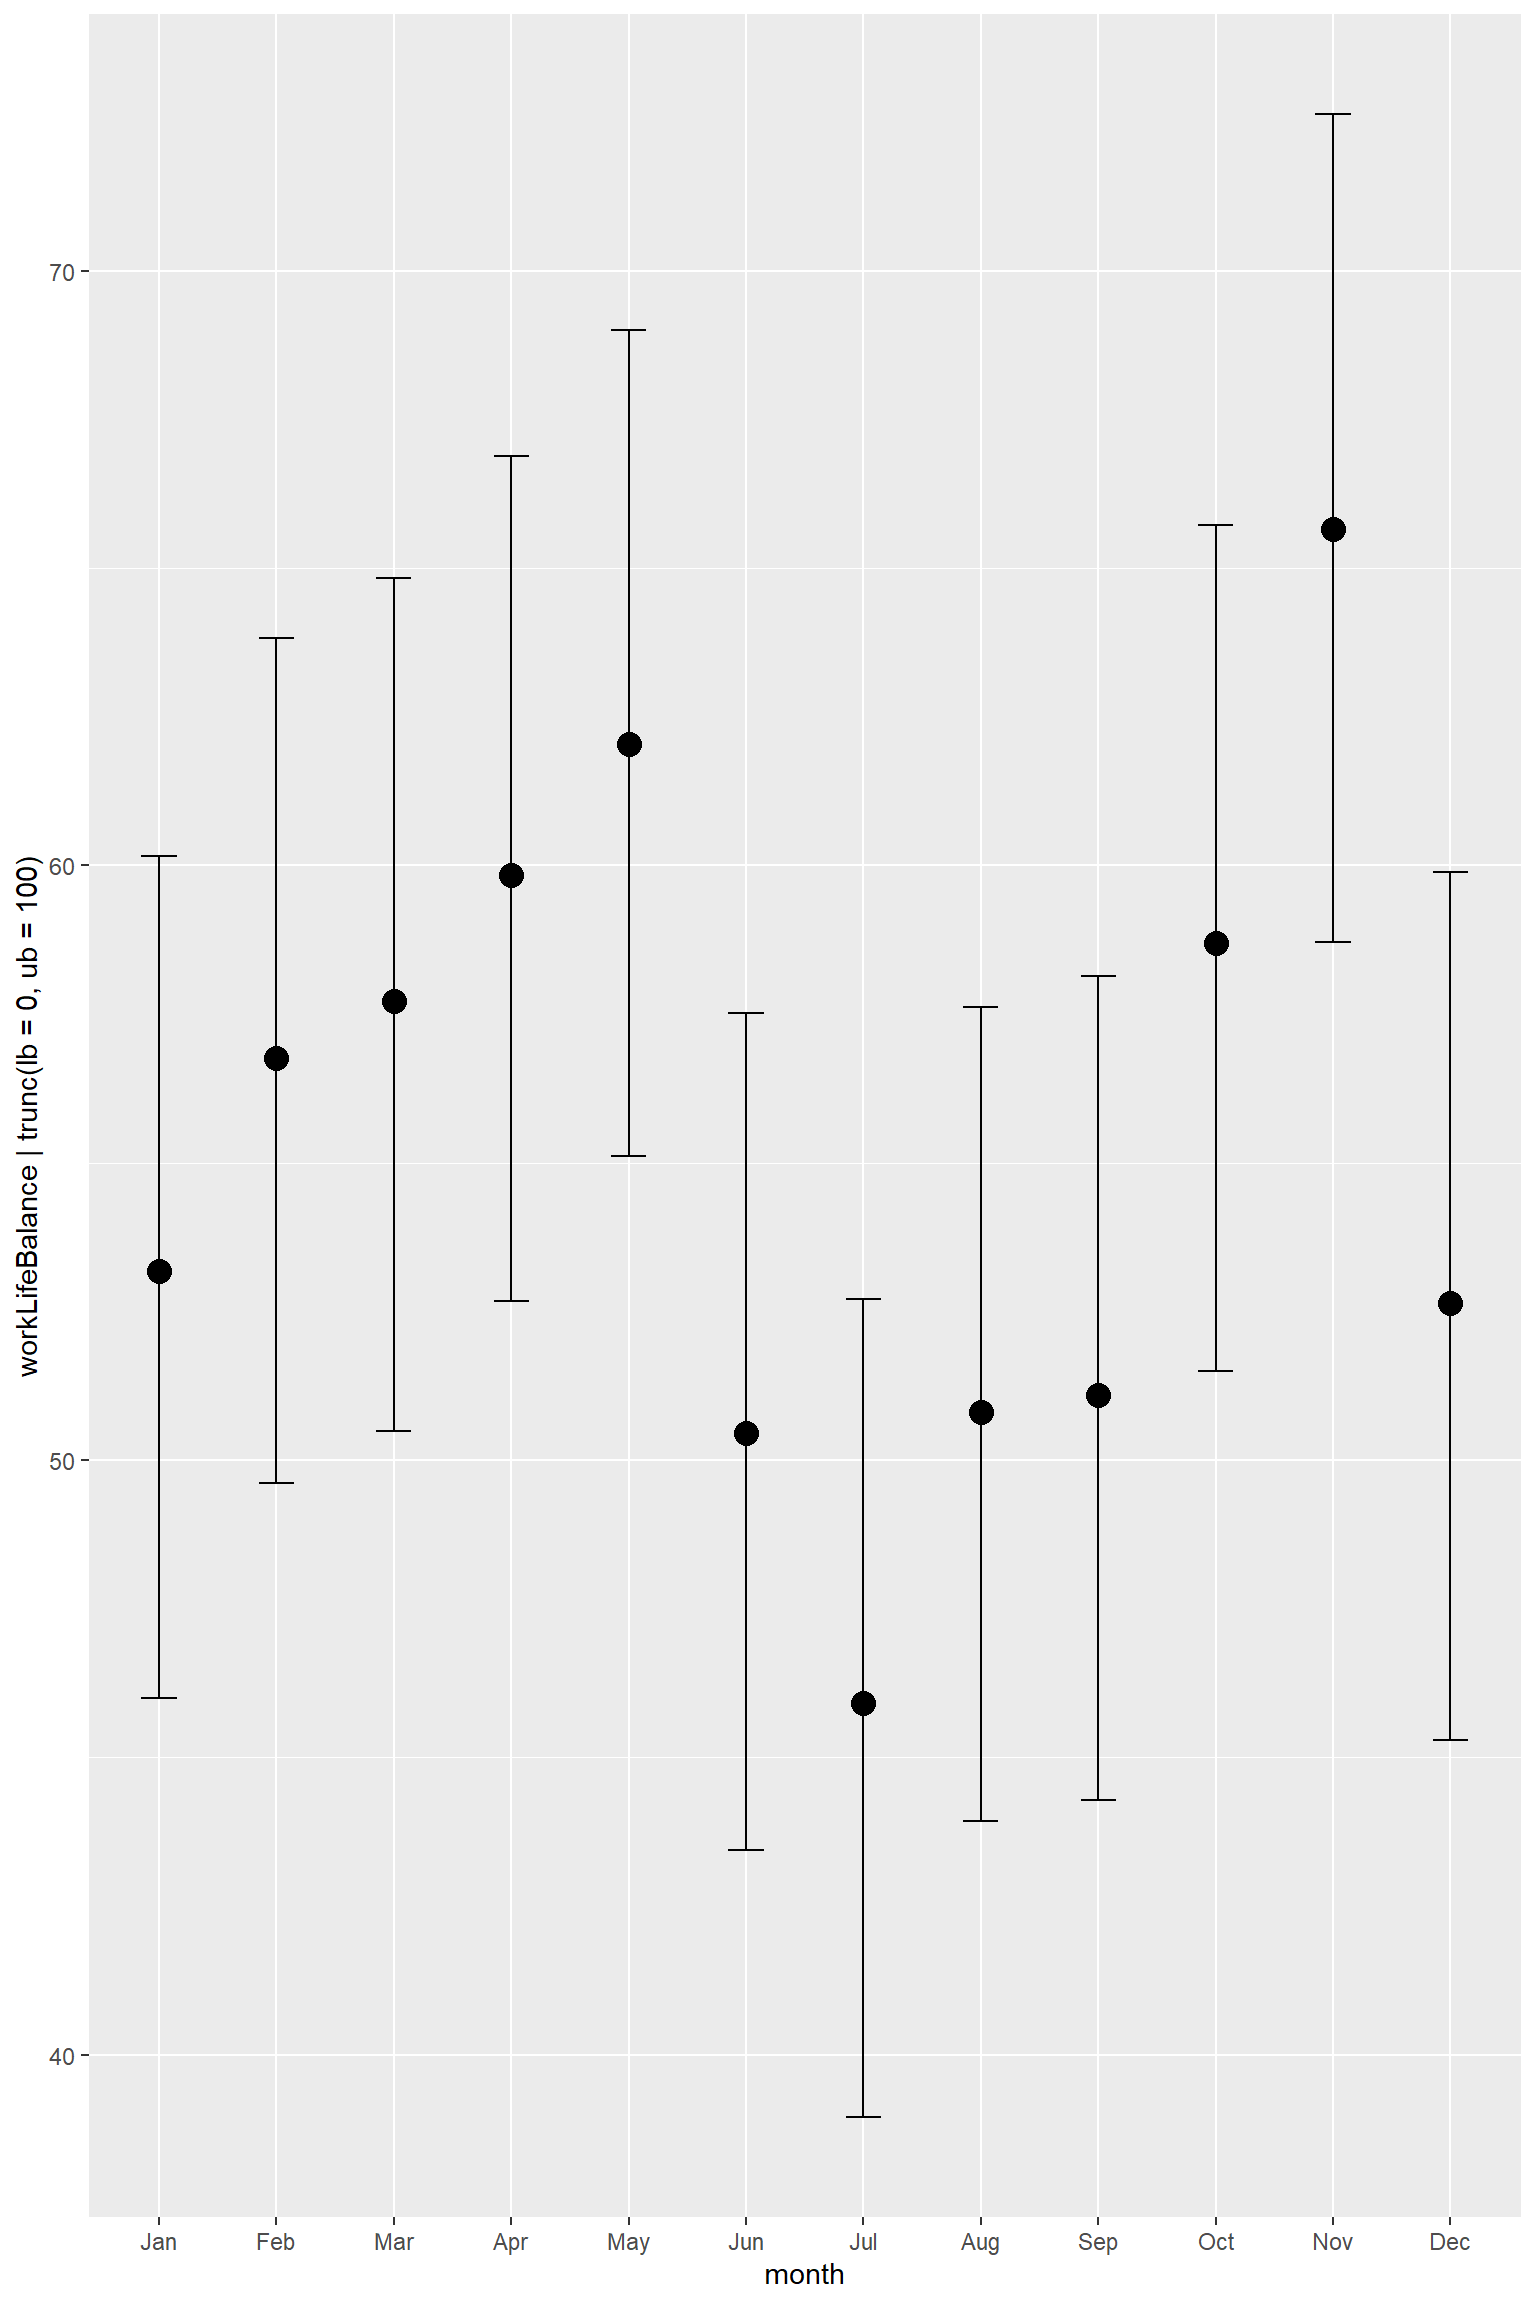 workLifeBalance | trunc(lb = 0, ub = 100)
70
60
50
40
Jan Feb Mar Apr May Jun Jul Aug Sep Oct Nov Dec
month